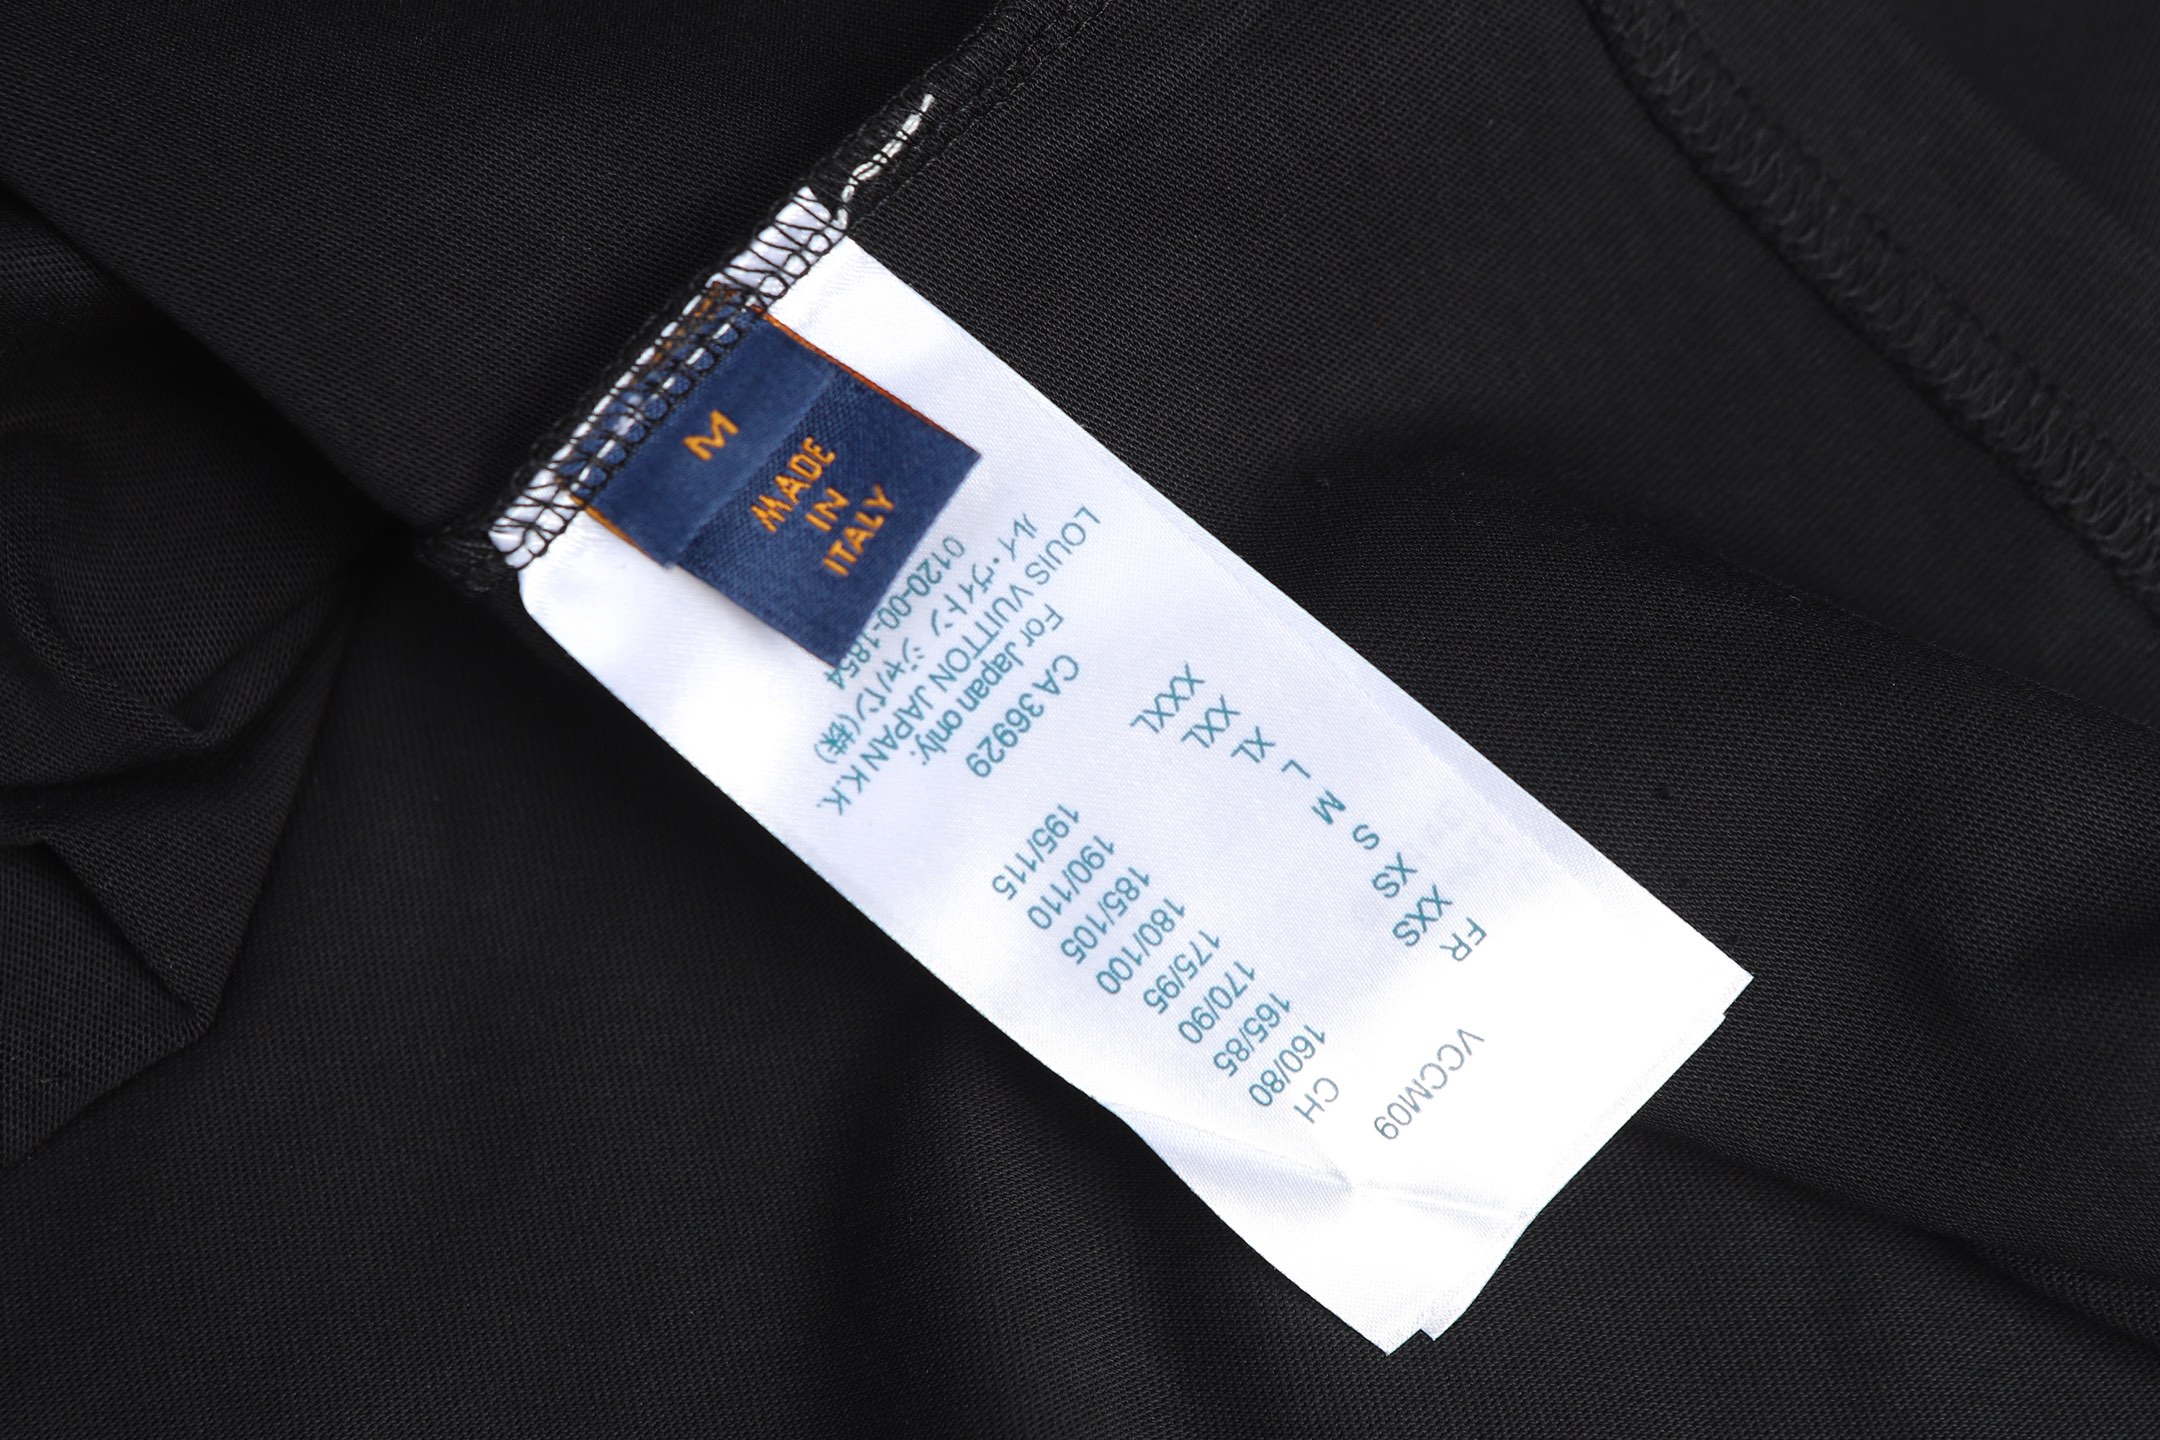 M
MADE
IN
ITALY
VCCM09
FR CH
XXS 160/80
XS 165/85
S 170/90
M 175/95
L 180/100
XL 185/105
XXL 190/110
XXXL 195/115
CA 36929
For Japan only:
LOUIS VUITTON JAPAN K.K.
ルイ・ヴィトン ジャパン(株)
0120-00-1854